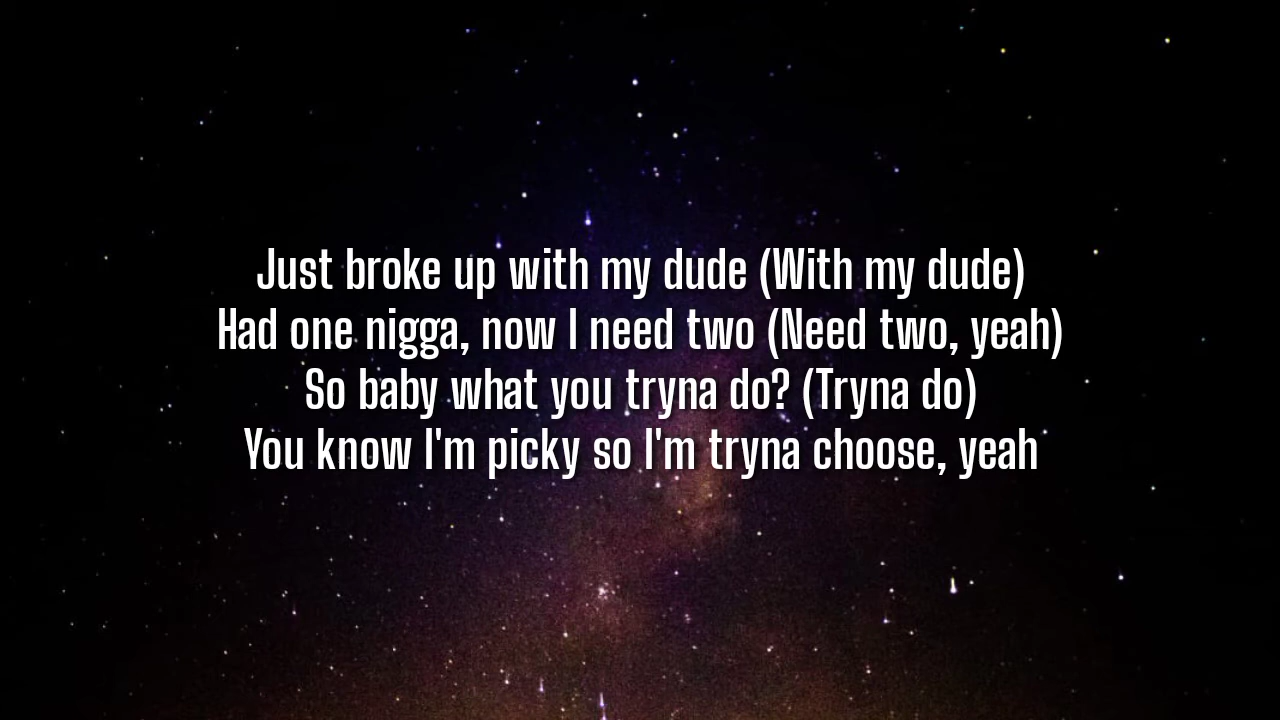 Just broke up with my dude (With my dude)
Had one nigga, now I need two (Need two, yeah)
So baby what you tryna do? (Tryna do)
You know I'm picky so I'm tryna choose, yeah